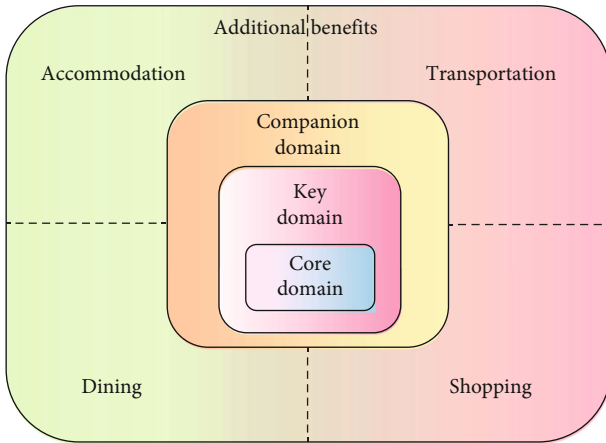 Additional benefits
Accommodation
Transportation
Companion
domain
Key
domain
Core
domain
Dining
Shopping